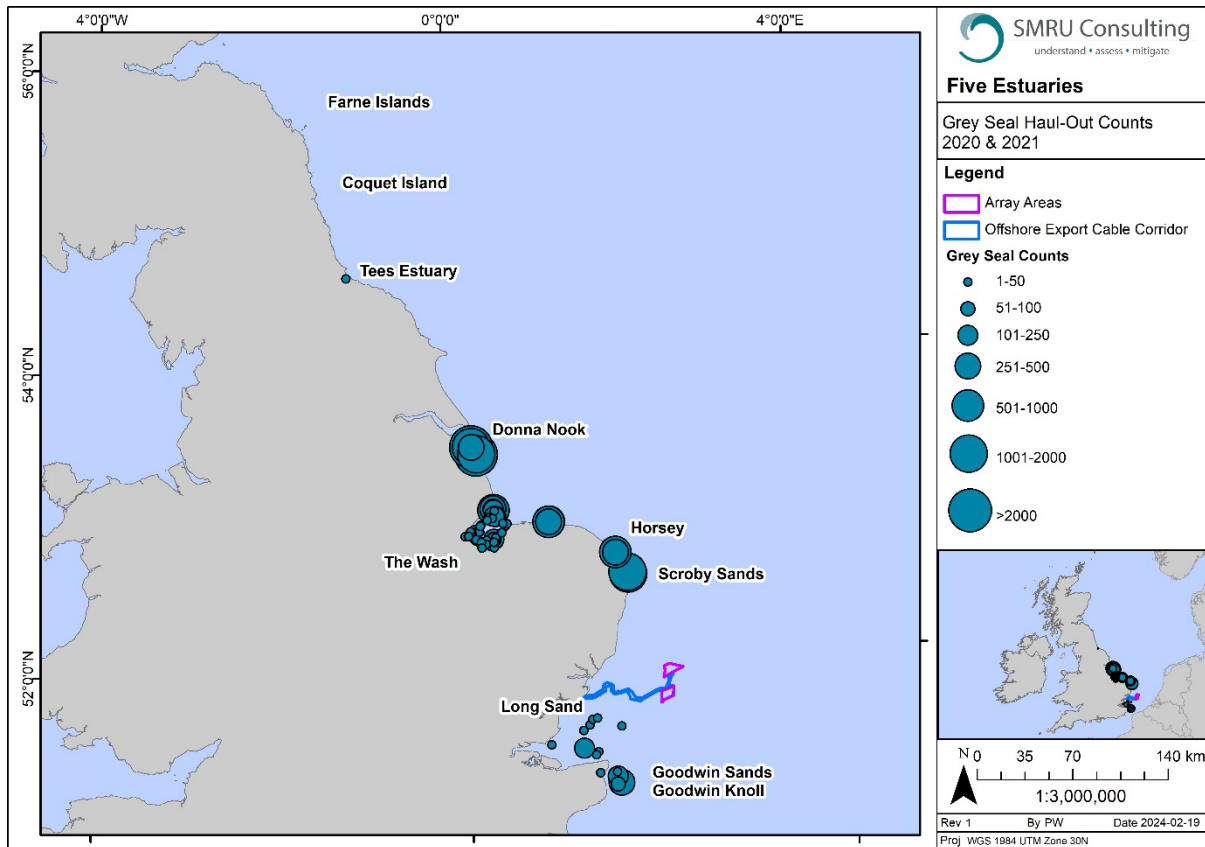 4°0'0"W
0°0'0"
4°0'0"E
56°0'0"N
54°0'0"N
52°0'0"N
Farne Islands
Coquet Island
Tees Estuary
Donna Nook
The Wash
Horsey
Scroby Sands
Long Sand
Goodwin Sands
Goodwin Knoll
SMRU Consulting
understand • assess • mitigate
Five Estuaries
Grey Seal Haul-Out Counts
2020 & 2021
Legend
Array Areas
Offshore Export Cable Corridor
Grey Seal Counts
1-50
51-100
101-250
251-500
501-1000
1001-2000
>2000
N
0 35 70 140 km
1:3,000,000
Rev 1 By PW Date 2024-02-19
Proj WGS 1984 UTM Zone 30N